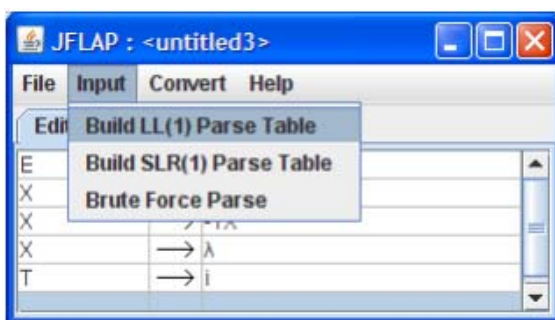 JFLAP : <untitled3>
File Input Convert Help
Edit
Build LL(1) Parse Table
Build SLR(1) Parse Table
Brute Force Parse
E
X
X
X → λ
T → i